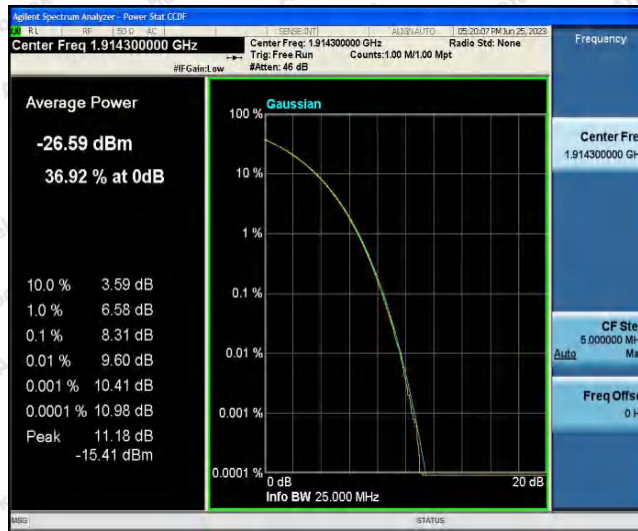 Agilent Spectrum Analyzer - Power Stat CCDF
RL RF 50 Ω AC SENSE:INT ALIGNAUTO 05:20:07 PM Jun 25, 2023
Center Freq 1.914300000 GHz
Center Freq: 1.914300000 GHz Radio Std: None
Trig: Free Run Counts:1.00 M/1.00 Mpt
#IFGain:Low #Atten: 46 dB
Frequency
Average Power
-26.59 dBm
36.92 % at 0dB
10.0 % 3.59 dB
1.0 % 6.58 dB
0.1 % 8.31 dB
0.01 % 9.60 dB
0.001 % 10.41 dB
0.0001 % 10.98 dB
Peak 11.18 dB
-15.41 dBm
Gaussian
100 %
10 %
1 %
0.1 %
0.01 %
0.001 %
0.0001 %
0 dB 20 dB
Info BW 25.000 MHz
Center Fre
1.914300000 GH
CF Ste
5.000000 MH
Auto Ma
Freq Offse
0 H
MSG STATUS